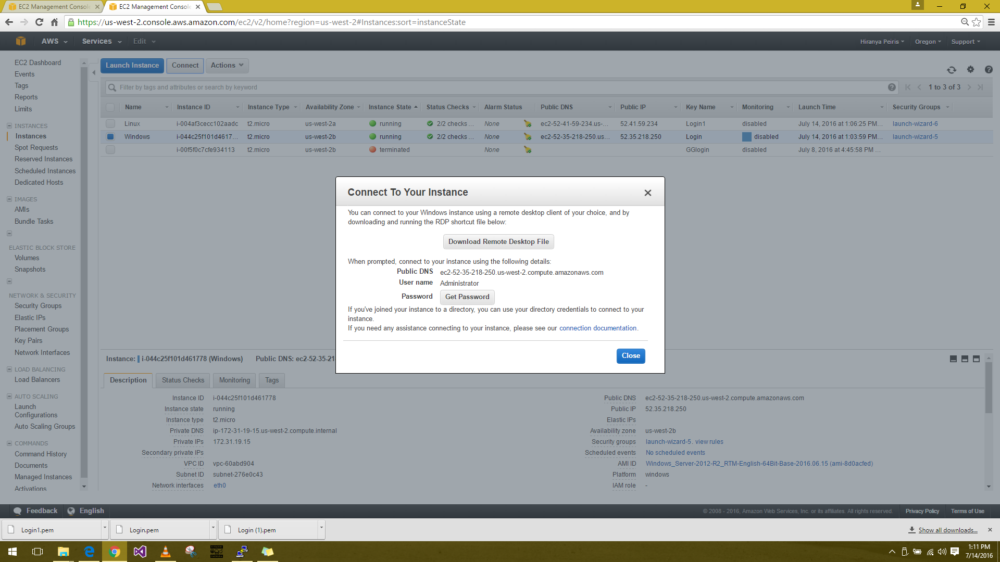 EC2 Management Console
EC2 Management Console
https://us-west-2.console.aws.amazon.com/ec2/v2/home?region=us-west-2#Instances:sort=instanceState
AWS Services Edit Hiranya Peiris Oregon Support
EC2 Dashboard
Events
Tags
Reports
Limits
INSTANCES
Instances
Spot Requests
Reserved Instances
Scheduled Instances
Dedicated Hosts
IMAGES
AMIs
Bundle Tasks
ELASTIC BLOCK STORE
Volumes
Snapshots
NETWORK & SECURITY
Security Groups
Elastic IPs
Placement Groups
Key Pairs
Network Interfaces
LOAD BALANCING
Load Balancers
AUTO SCALING
Launch
Configurations
Auto Scaling Groups
COMMANDS
Command History
Documents
Managed Instances
Activations
Launch Instance Connect Actions
Filter by tags and attributes or search by keyword 1 to 3 of 3
Name Instance ID Instance Type Availability Zone Instance State Status Checks Alarm Status Public DNS Public IP Key Name Monitoring Launch Time Security Groups
Linux i-004af3cecc102aadc t2.micro us-west-2a running 2/2 checks ... None ec2-52-41-59-234.us-... 52.41.59.234 Login1 disabled July 14, 2016 at 1:06:25 PM... launch-wizard-6
Windows i-044c25f101d4617... t2.micro us-west-2b running 2/2 checks ... None ec2-52-35-218-250.us... 52.35.218.250 Login disabled July 14, 2016 at 1:03:59 PM... launch-wizard-5
i-00f5f0c7cfe934113 t2.micro us-west-2b terminated None GGlogin disabled July 8, 2016 at 4:45:58 PM ...
Connect To Your Instance
You can connect to your Windows instance using a remote desktop client of your choice, and by
downloading and running the RDP shortcut file below:
Download Remote Desktop File
When prompted, connect to your instance using the following details:
Public DNS ec2-52-35-218-250.us-west-2.compute.amazonaws.com
User name Administrator
Password Get Password
If you've joined your instance to a directory, you can use your directory credentials to connect to your
instance.
If you need any assistance connecting to your instance, please see our connection documentation.
Close
Instance: i-044c25f101d461778 (Windows) Public DNS: ec2-52-35-21
Description Status Checks Monitoring Tags
Instance ID i-044c25f101d461778 Public DNS ec2-52-35-218-250.us-west-2.compute.amazonaws.com
Instance state running Public IP 52.35.218.250
Instance type t2.micro Elastic IPs
Private DNS ip-172-31-19-15.us-west-2.compute.internal Availability zone us-west-2b
Private IPs 172.31.19.15 Security groups launch-wizard-5. view rules
Secondary private IPs Scheduled events No scheduled events
VPC ID vpc-60abd904 AMI ID Windows_Server-2012-R2_RTM-English-64Bit-Base-2016.06.15 (ami-8d0acfed)
Subnet ID subnet-276e0c43 Platform windows
Network interfaces eth0 IAM role -
Feedback English © 2008 - 2016, Amazon Web Services, Inc. or its affiliates. All rights reserved. Privacy Policy Terms of Use
Login1.pem Login.pem Login (1).pem Show all downloads...
1:11 PM
7/14/2016